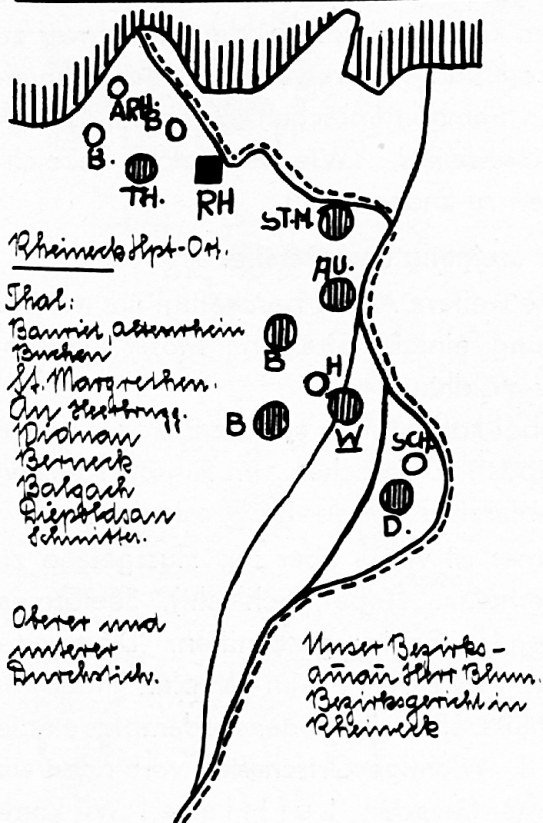 ARH.
B
B.
TH.
RH
ST.M.
AU.
B
H
B
W
SCH
D.
Rheineck Hpt-Ort.
Thal:
Bauriet, Altenrhein
Buchen
St. Margrethen.
Au Heerbrugg.
Widnau
Berneck
Balgach
Diepoldsau
Schmitter.
Oberer und
unterer
Durchstich.
Unser Bezirks-
amann Herr Blum.
Bezirksgericht in
Rheineck